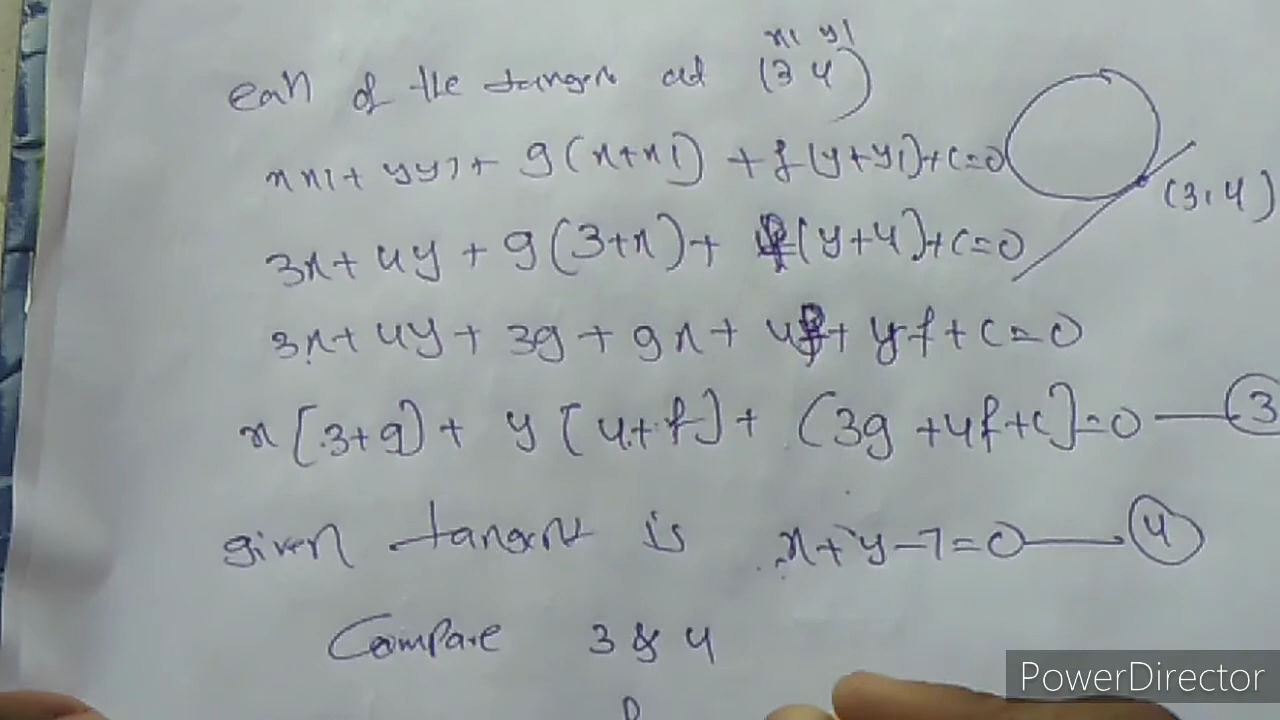 eqn of the tangent at (3 4)
x1 y1
xx1 + yy1 + g(x+x1) + f(y+y1)+c=0
(3,4)
3x+4y + g(3+x)+ f(y+4)+c=0
3x+4y+ 3g + gx+ 4f+ yf+c=0
x[3+g]+ y[4+f]+ (3g+4f+c]=0 — 3
given tangent is x+y-7=0 — 4
Compare 3 & 4
PowerDirector